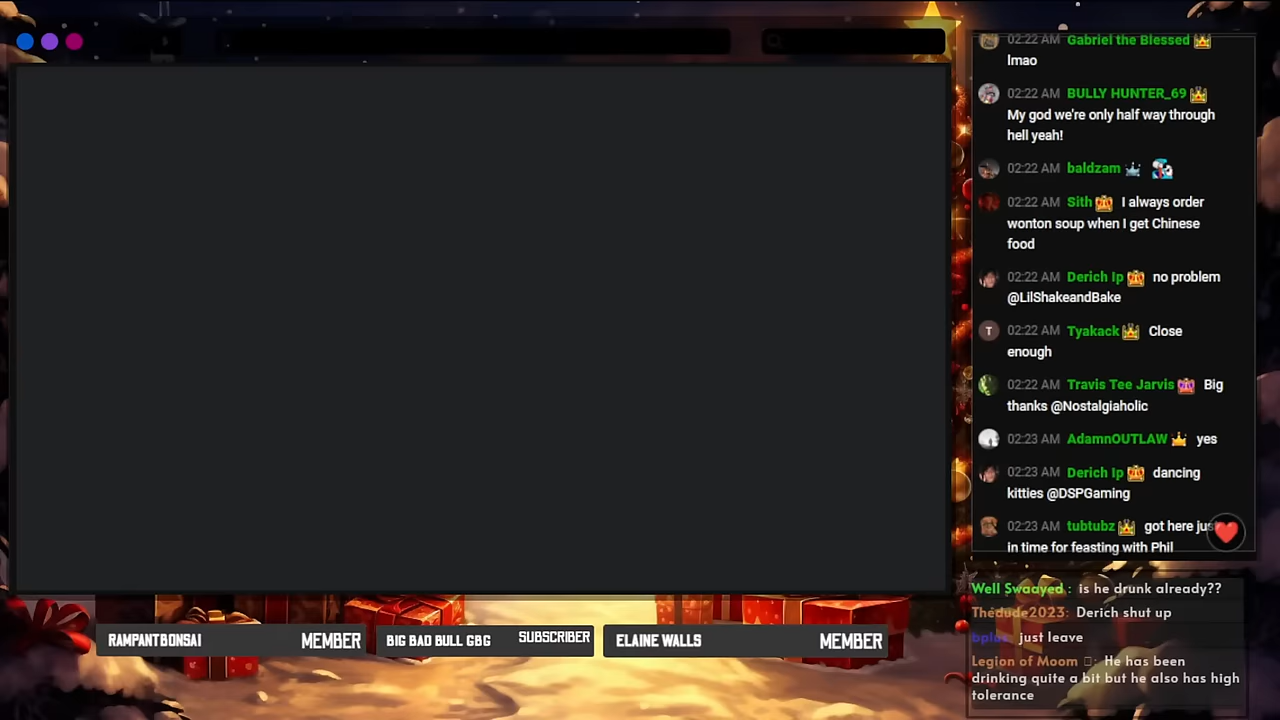 02:22 AM Gabriel the Blessed
lmao
02:22 AM BULLY HUNTER_69
My god we're only half way through
hell yeah!
02:22 AM baldzam
02:22 AM Sith I always order
wonton soup when I get Chinese
food
02:22 AM Derich Ip no problem
@LilShakeandBake
T 02:22 AM Tyakack Close
enough
02:22 AM Travis Tee Jarvis Big
thanks @Nostalgiaholic
02:23 AM AdamnOUTLAW yes
02:23 AM Derich Ip dancing
kitties @DSPGaming
02:23 AM tubtubz got here just
in time for feasting with Phil
Well Swaayed : is he drunk already??
Thedude2023: Derich shut up
just leave
Legion of Moom : He has been
drinking quite a bit but he also has high
tolerance
RAMPANTBONSAI MEMBER
BIG BAD BULL GBG SUBSCRIBER
ELAINE WALLS MEMBER